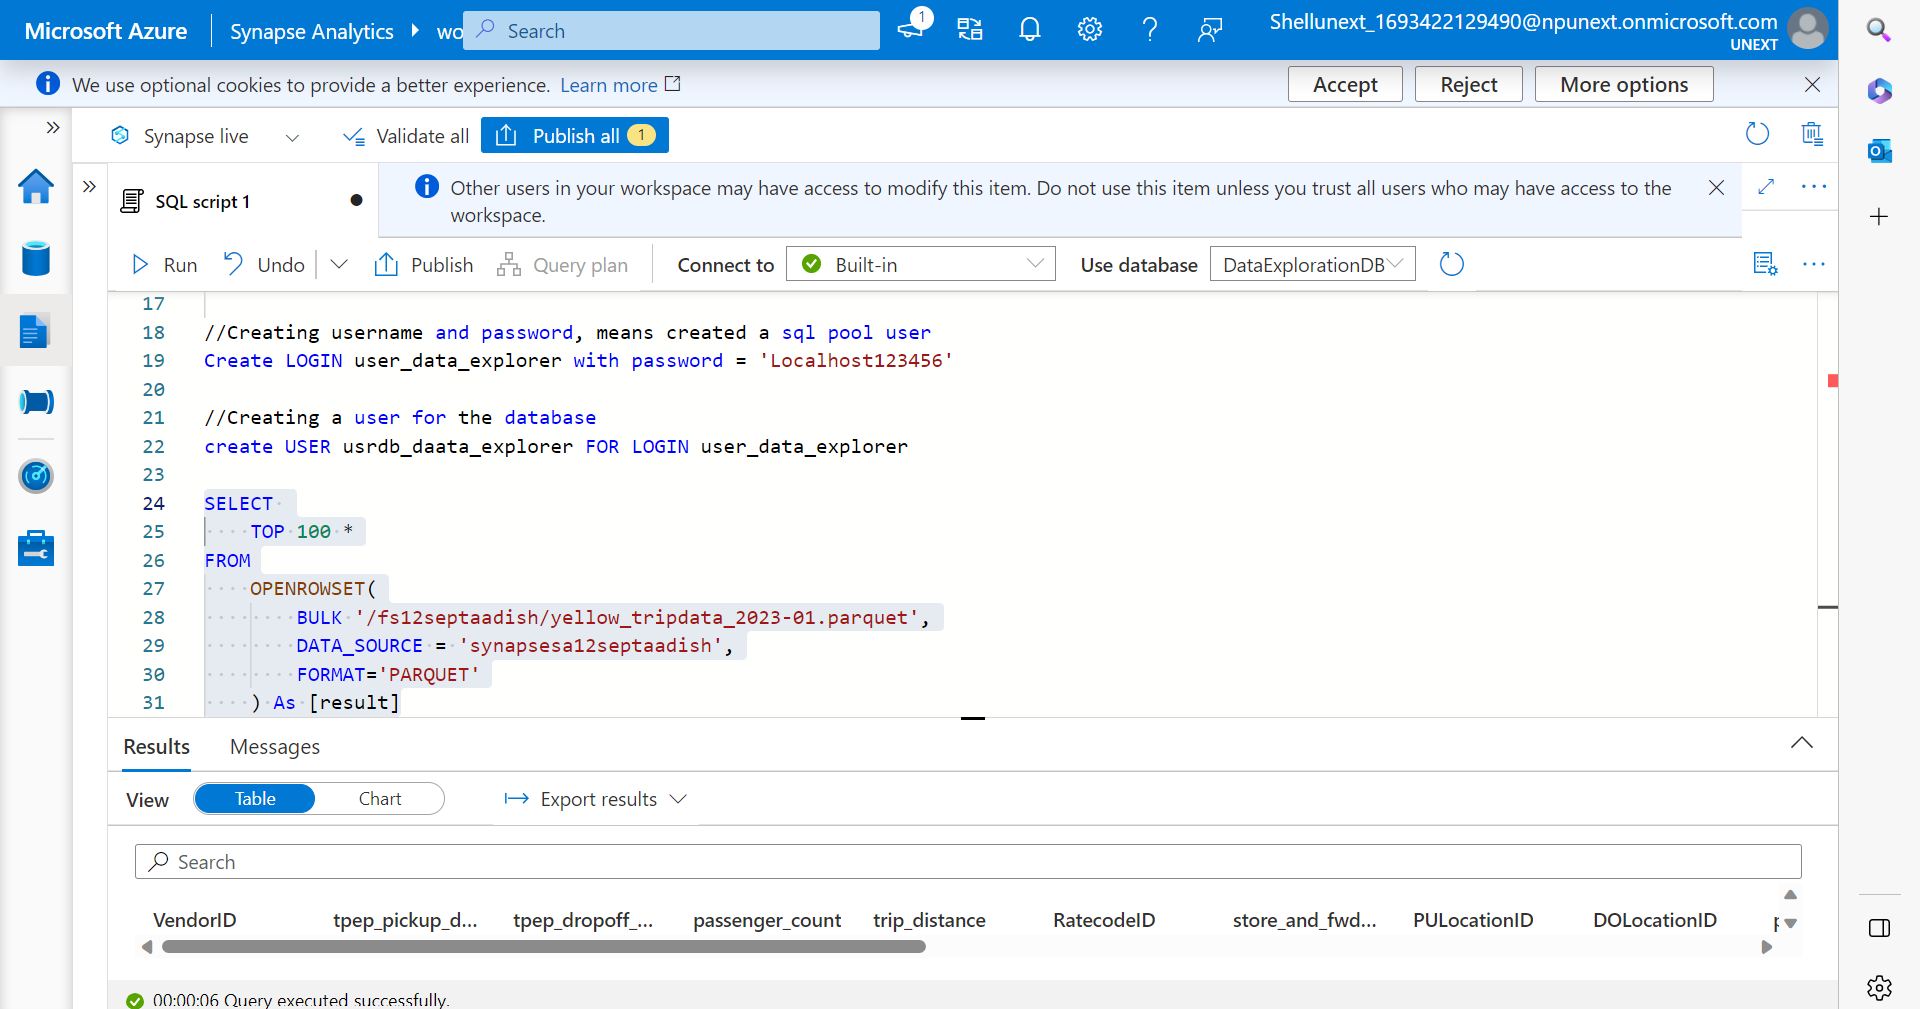 Microsoft Azure
Synapse Analytics
wo
Search
1
Shellunext_1693422129490@npunext.onmicrosoft.com
UNEXT
We use optional cookies to provide a better experience. Learn more
Accept
Reject
More options
Synapse live
Validate all
Publish all 1
SQL script 1
Other users in your workspace may have access to modify this item. Do not use this item unless you trust all users who may have access to the
workspace.
Run
Undo
Publish
Query plan
Connect to
Built-in
Use database
DataExplorationDB
17
18 //Creating username and password, means created a sql pool user
19 Create LOGIN user_data_explorer with password = 'Localhost123456'
20
21 //Creating a user for the database
22 create USER usrdb_daata_explorer FOR LOGIN user_data_explorer
23
24 SELECT
25 TOP 100 *
26 FROM
27 OPENROWSET(
28 BULK '/fs12septaadish/yellow_tripdata_2023-01.parquet',
29 DATA_SOURCE = 'synapsesa12septaadish',
30 FORMAT='PARQUET'
31 ) As [result]
Results
Messages
View
Table
Chart
Export results
Search
VendorID
tpep_pickup_d...
tpep_dropoff_...
passenger_count
trip_distance
RatecodeID
store_and_fwd...
PULocationID
DOLocationID
00:00:06 Query executed successfully.